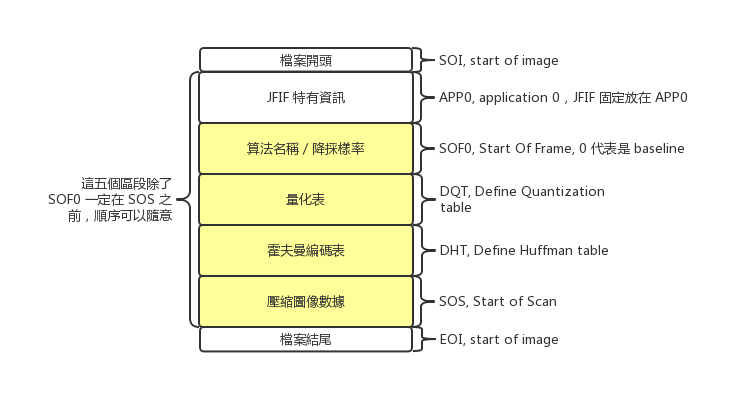 檔案開頭
SOI, start of image
JFIF 特有資訊
APP0, application 0，JFIF 固定放在 APP0
算法名稱 / 降採樣率
SOF0, Start Of Frame, 0 代表是 baseline
這五個區段除了
SOF0 一定在 SOS 之
前，順序可以隨意
量化表
DQT, Define Quantization
table
霍夫曼編碼表
DHT, Define Huffman table
壓縮圖像數據
SOS, Start of Scan
檔案結尾
EOI, start of image